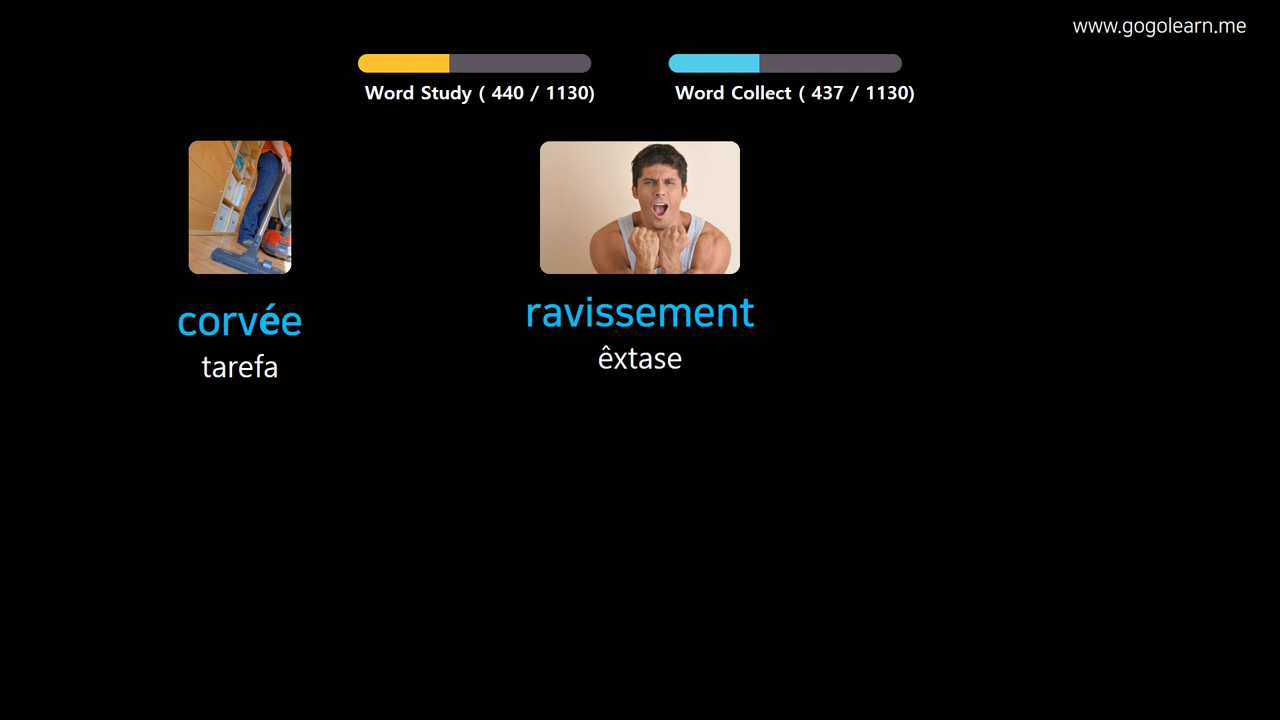 www.gogolearn.me
Word Study ( 440 / 1130)
Word Collect ( 437 / 1130)
corvée
tarefa
ravissement
êxtase